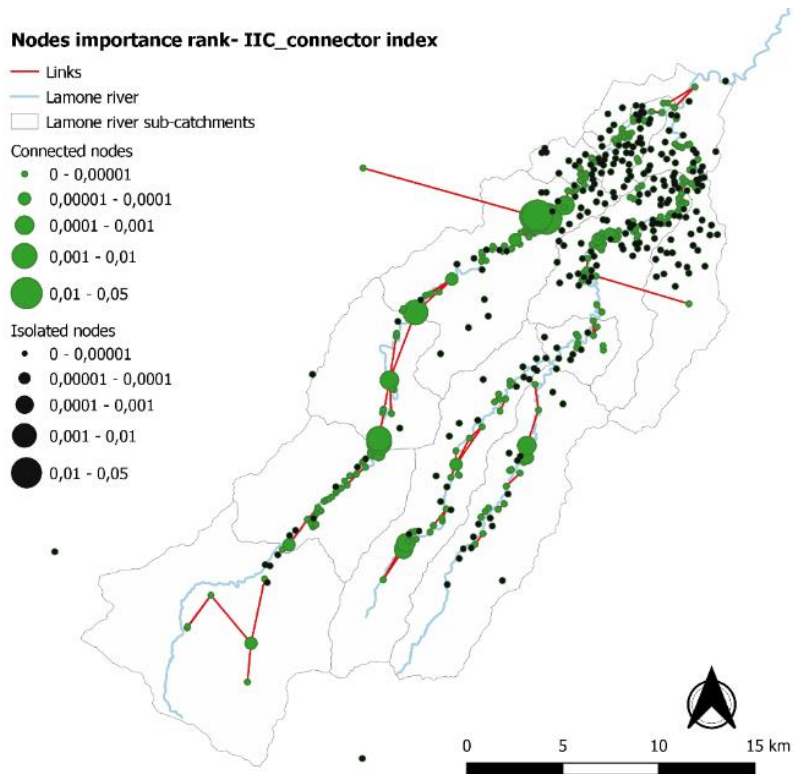 Nodes importance rank- IIC_connector index
Links
Lamone river
Lamone river sub-catchments
Connected nodes
0 - 0,00001
0,00001 - 0,0001
0,0001 - 0,001
0,001 - 0,01
0,01 - 0,05
Isolated nodes
0 - 0,00001
0,00001 - 0,0001
0,0001 - 0,001
0,001 - 0,01
0,01 - 0,05
0 5 10 15 km